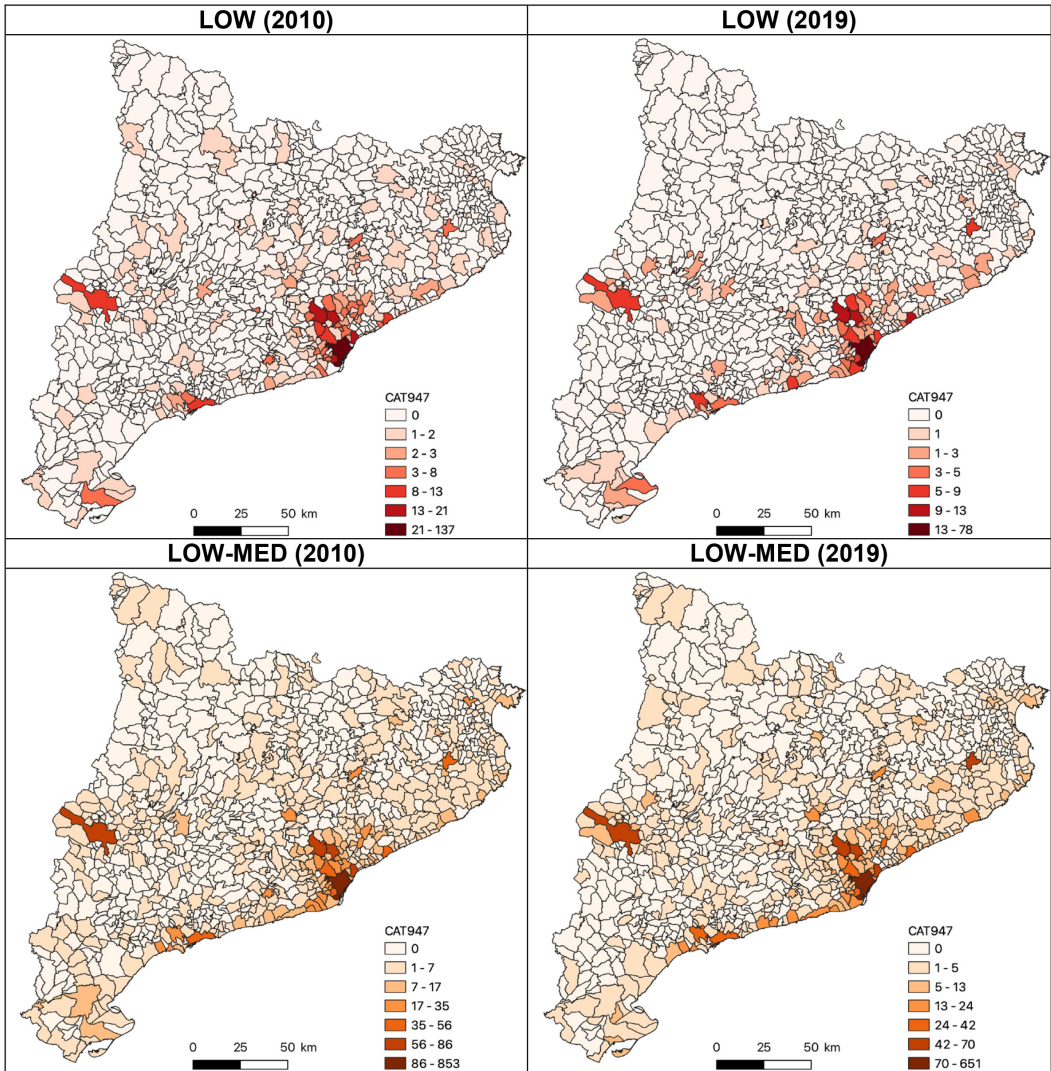 LOW (2010)
LOW (2019)
CAT947
0
1 - 2
2 - 3
3 - 8
8 - 13
13 - 21
21 - 137
0 25 50 km
CAT947
0
1
1 - 3
3 - 5
5 - 9
9 - 13
13 - 78
0 25 50 km
LOW-MED (2010)
LOW-MED (2019)
CAT947
0
1 - 7
7 - 17
17 - 35
35 - 56
56 - 86
86 - 853
0 25 50 km
CAT947
0
1 - 5
5 - 13
13 - 24
24 - 42
42 - 70
70 - 651
0 25 50 km